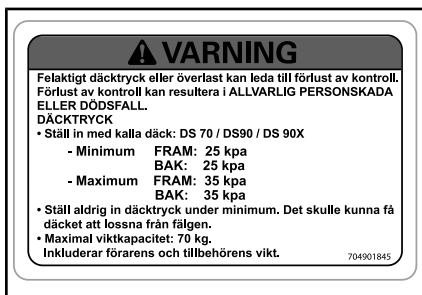 VARNING
Felaktigt däcktryck eller överlast kan leda till förlust av kontroll.
Förlust av kontroll kan resultera i ALLVARLIG PERSONSKADA
ELLER DÖDSFALL.
DÄCKTRYCK
• Ställ in med kalla däck: DS 70 / DS90 / DS 90X
- Minimum FRAM: 25 kpa
BAK: 25 kpa
- Maximum FRAM: 35 kpa
BAK: 35 kpa
• Ställ aldrig in däcktryck under minimum. Det skulle kunna få
däcket att lossna från fälgen.
• Maximal viktkapacitet: 70 kg.
Inkluderar förarens och tillbehörens vikt.
704901845